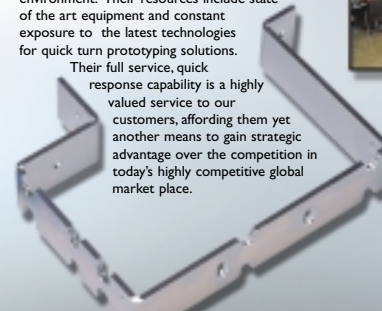 environment. Their resources include state
of the art equipment and constant
exposure to the latest technologies
for quick turn prototyping solutions.
Their full service, quick
response capability is a highly
valued service to our
customers, affording them yet
another means to gain strategic
advantage over the competition in
today's highly competitive global
market place.